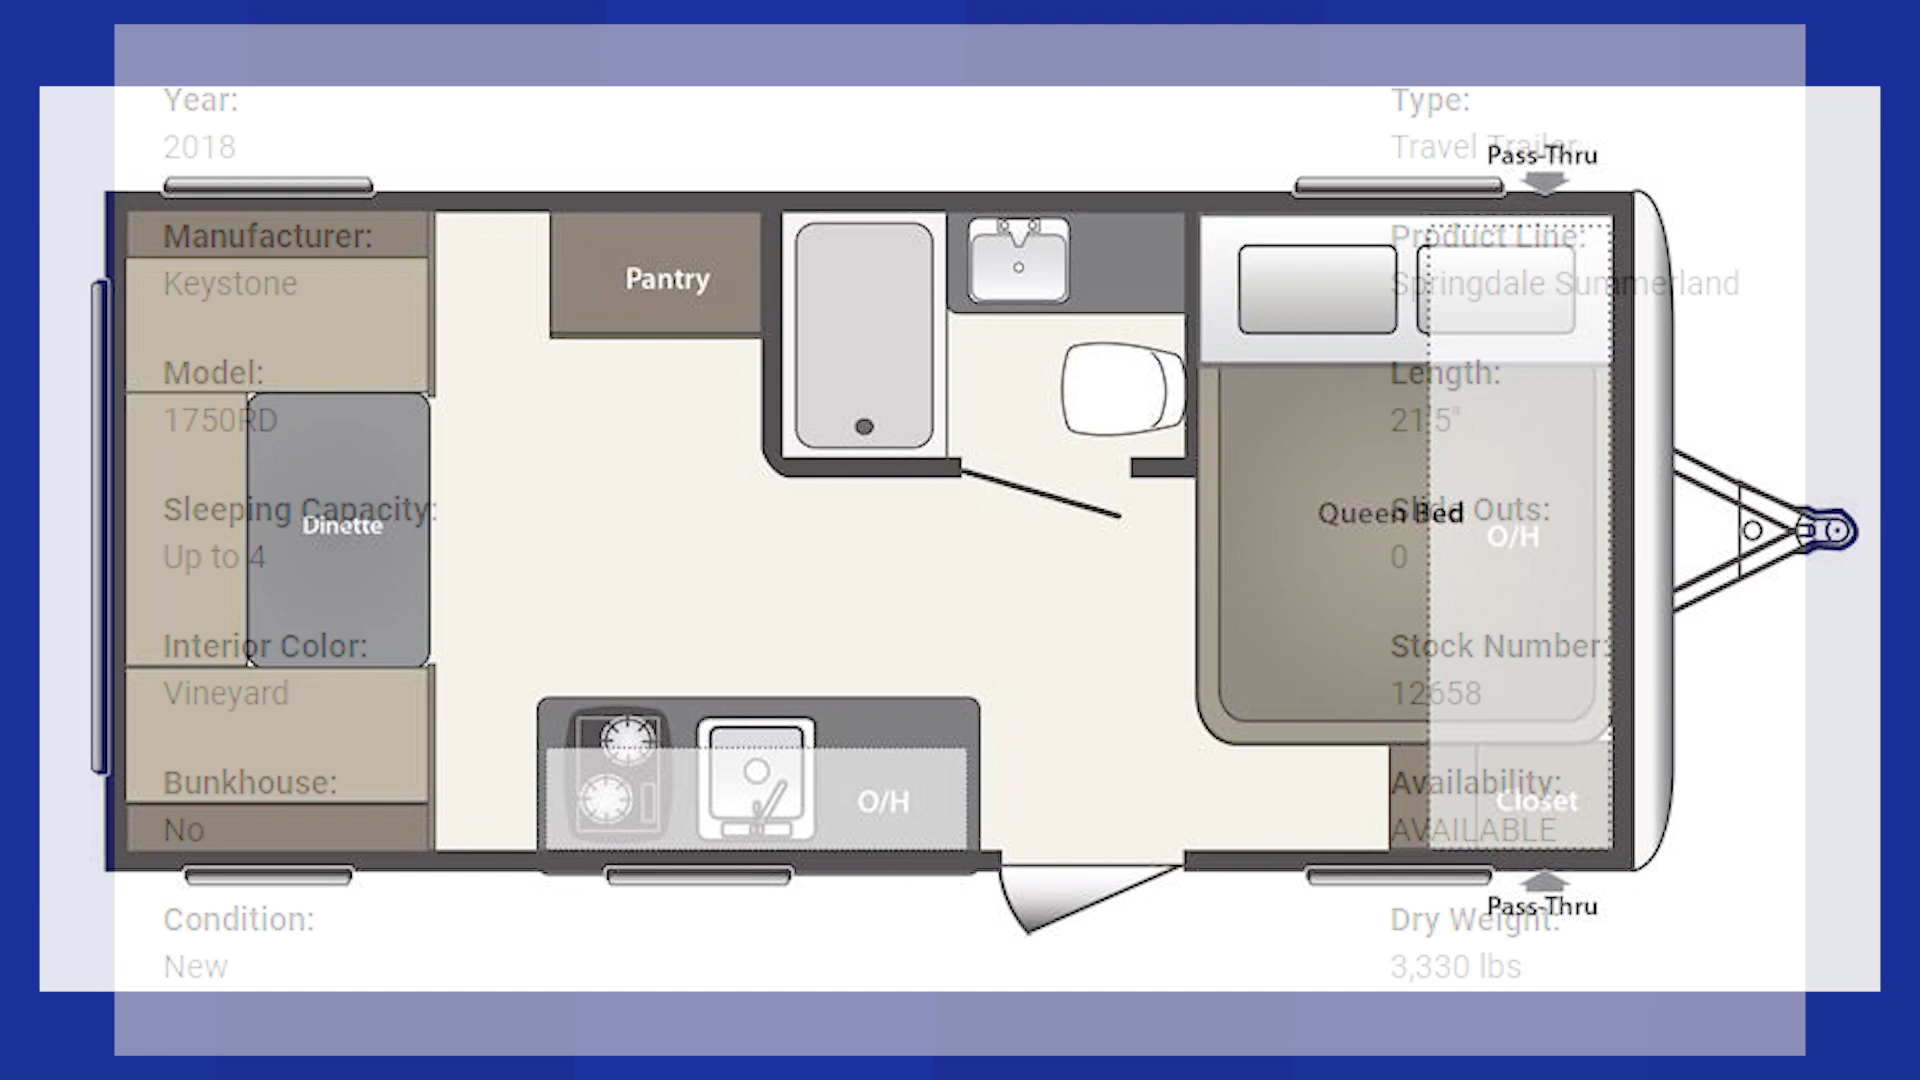 Year:
2018
Manufacturer:
Keystone
Model:
1750RD
Sleeping Capacity:
Up to 4
Interior Color:
Vineyard
Bunkhouse:
No
Condition:
New
Type:
Travel Trailer
Product Line:
Springdale Summerland
Length:
21'5"
Slide Outs:
0
Stock Number:
12658
Availability:
AVAILABLE
Dry Weight:
3,330 lbs
Pass-Thru
Pantry
Dinette
Queen Bed
O/H
O/H
Closet
Pass-Thru